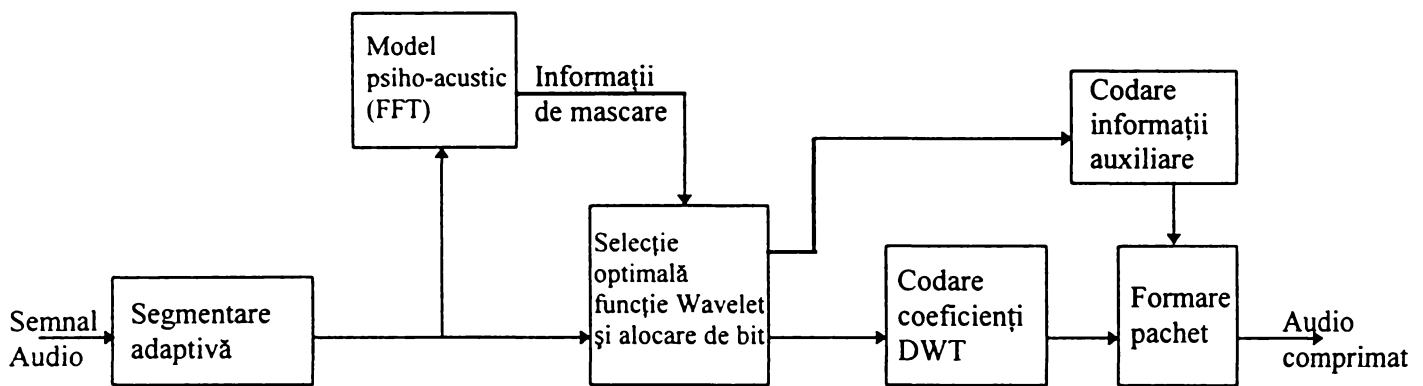 Model
psiho-acustic
(FFT)
Informații
de mascare
Codare
informații
auxiliare
Selecție
optimală
funcție Wavelet
și alocare de bit
Semnal
Audio
Segmentare
adaptivă
Codare
coeficienți
DWT
Formare
pachet
Audio
comprimat